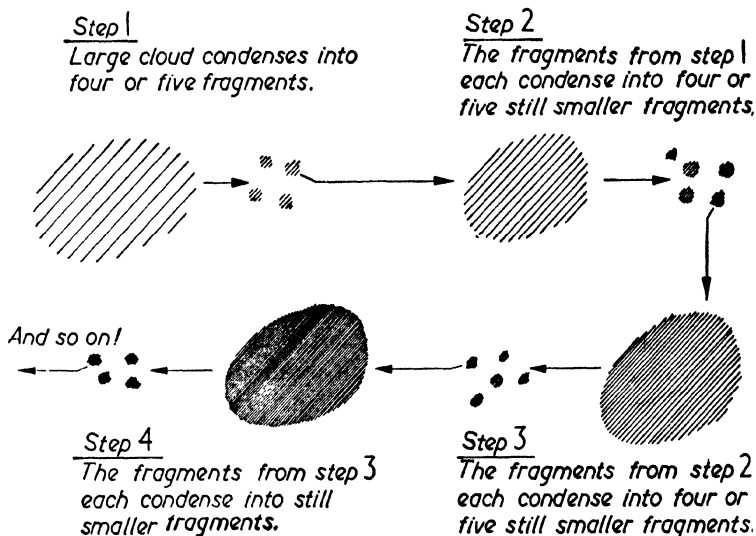 Step 1
Large cloud condenses into
four or five fragments.
Step 2
The fragments from step 1
each condense into four or
five still smaller fragments.
And so on!
Step 4
The fragments from step 3
each condense into still
smaller fragments.
Step 3
The fragments from step 2
each condense into four or
five still smaller fragments.